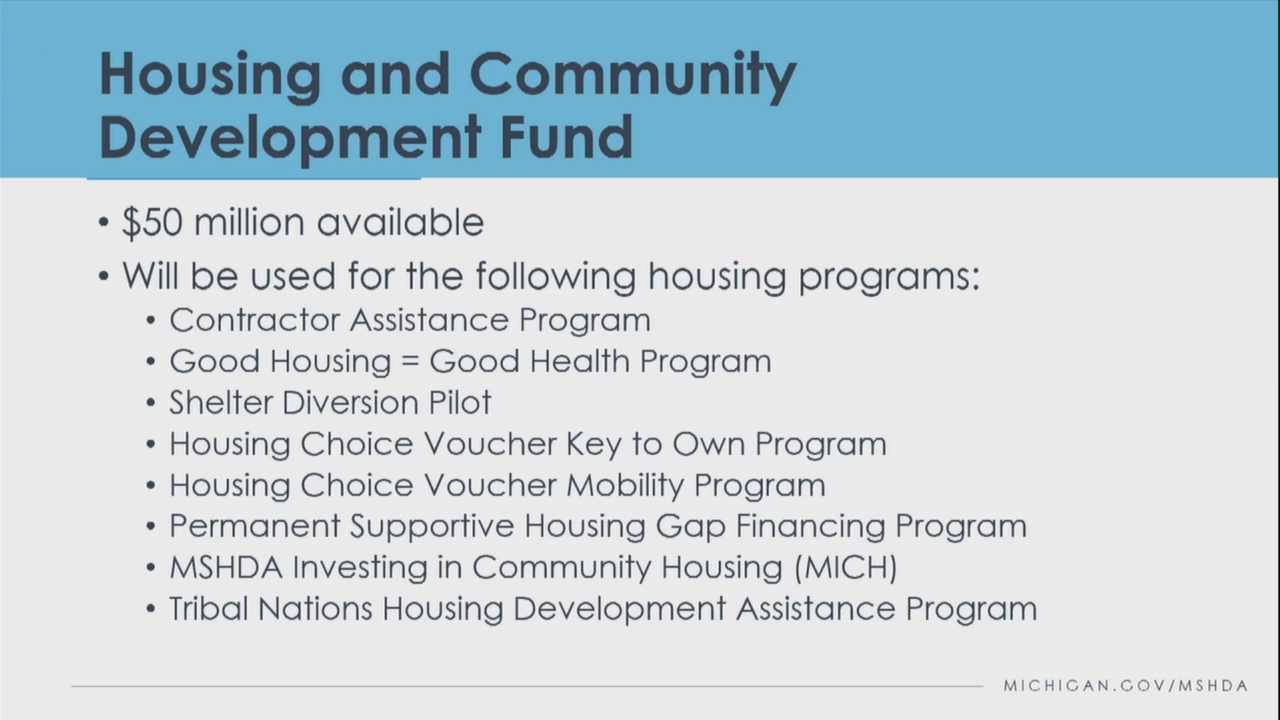 Housing and Community
Development Fund
• $50 million available
• Will be used for the following housing programs:
• Contractor Assistance Program
• Good Housing = Good Health Program
• Shelter Diversion Pilot
• Housing Choice Voucher Key to Own Program
• Housing Choice Voucher Mobility Program
• Permanent Supportive Housing Gap Financing Program
• MSHDA Investing in Community Housing (MICH)
• Tribal Nations Housing Development Assistance Program
MICHIGAN.GOV/MSHDA